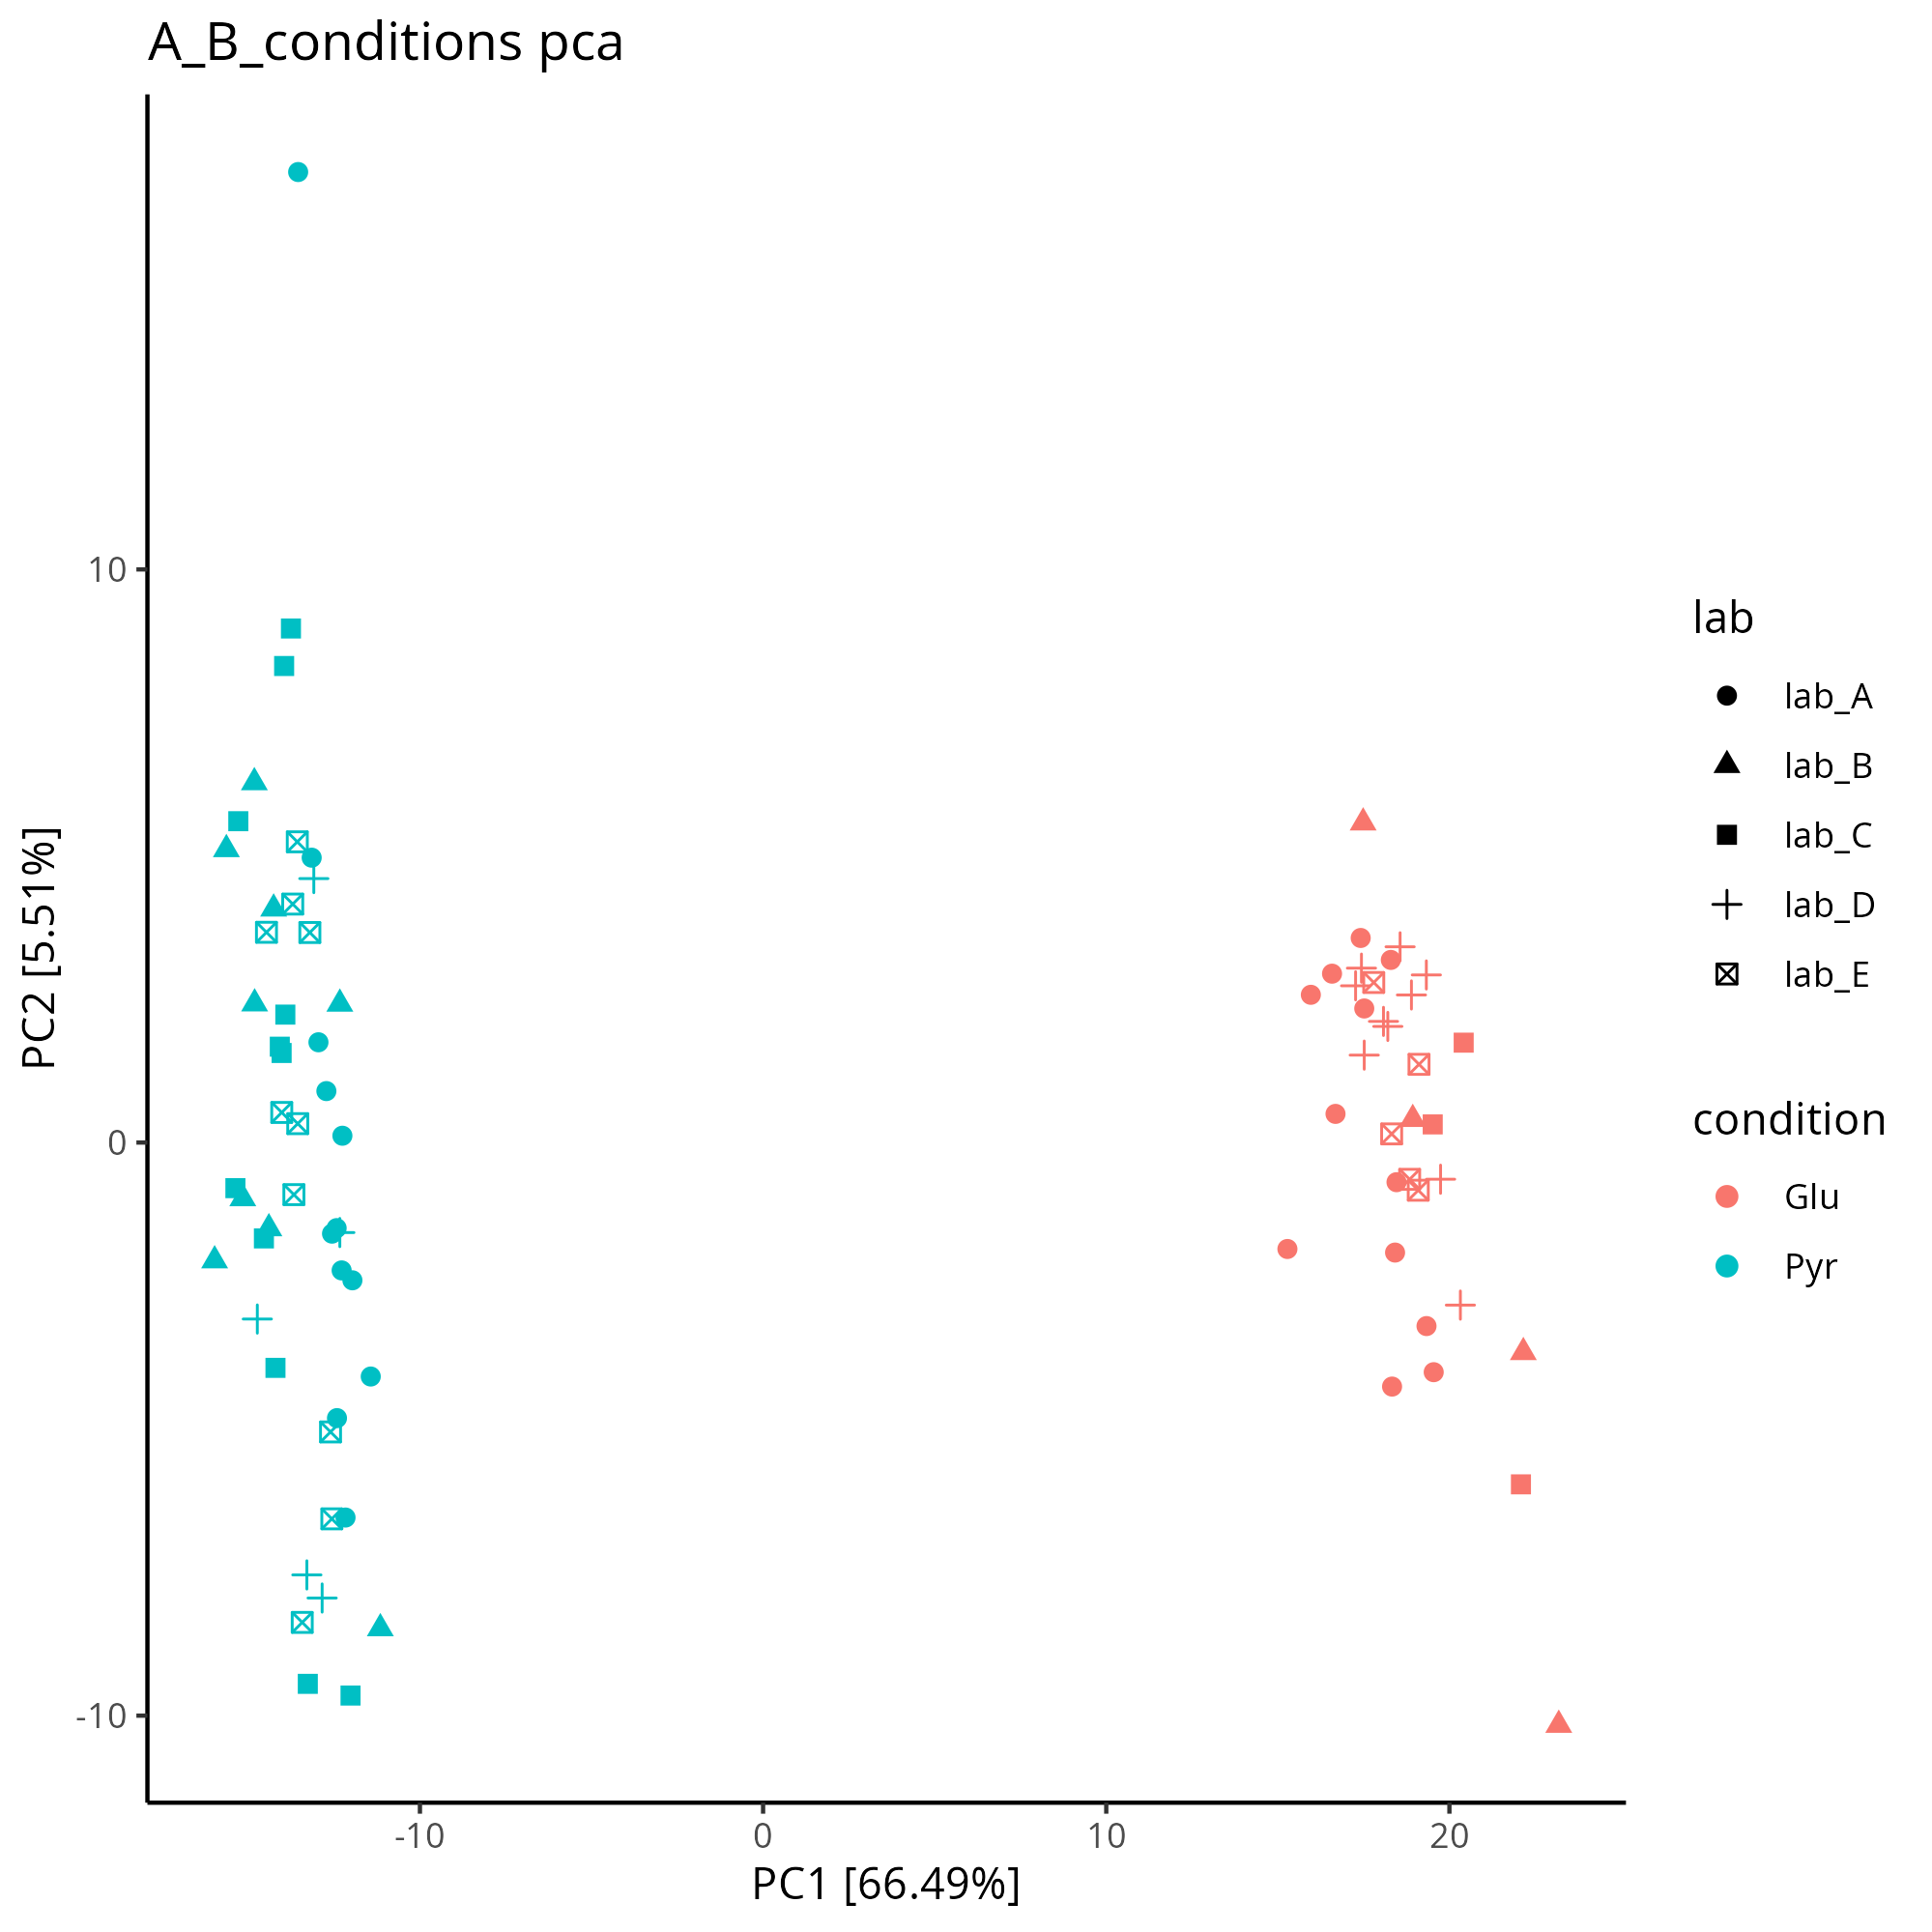 A_B_conditions pca
PC2 [5.51%]
10
0
-10
-10
0
10
20
PC1 [66.49%]
lab
lab_A
lab_B
lab_C
lab_D
lab_E
condition
Glu
Pyr